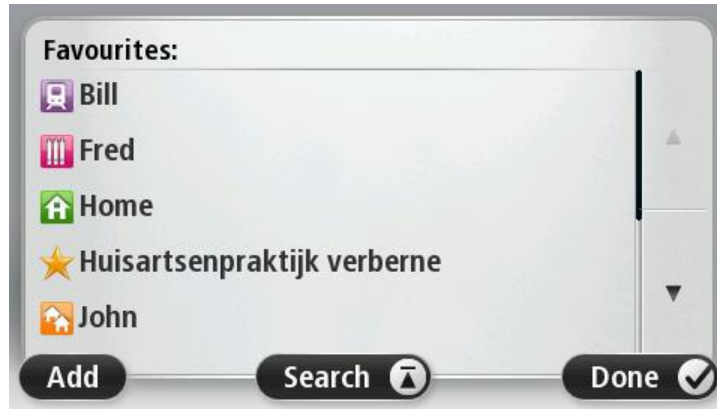 Favourites:
Bill
Fred
Home
Huisartsenpraktijk verberne
John
Add
Search
Done